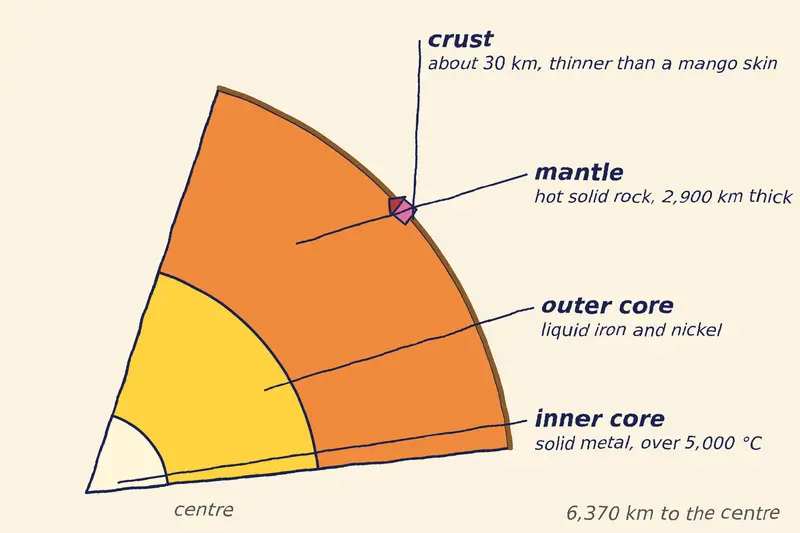 crust
about 30 km, thinner than a mango skin
mantle
hot solid rock, 2,900 km thick
outer core
liquid iron and nickel
inner core
solid metal, over 5,000 °C
centre
6,370 km to the centre